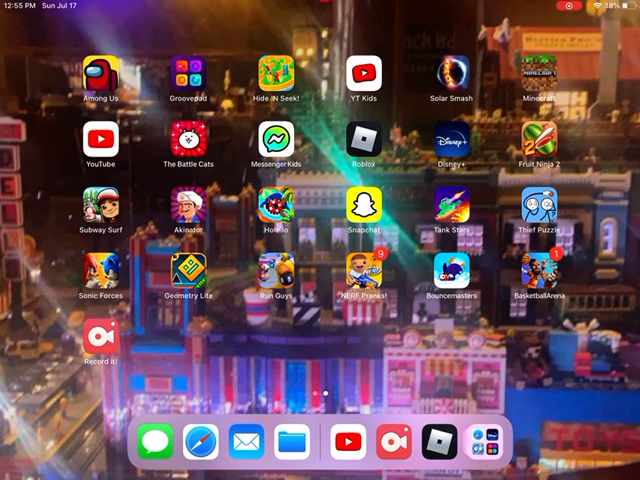 12:55 PM Sun Jul 17
38%
Among Us
Groovepad
Hide 'N Seek!
YT Kids
Solar Smash
Minecraft
YouTube
The Battle Cats
Messenger Kids
Roblox
Disney+
Fruit Ninja 2
Subway Surf
Akinator
Hole.io
Snapchat
Tank Stars
Thief Puzzle
Sonic Forces
Geometry Lite
Run Guys
9
NERF Pranks!
Bouncemasters
1
BasketballArena
Record it!